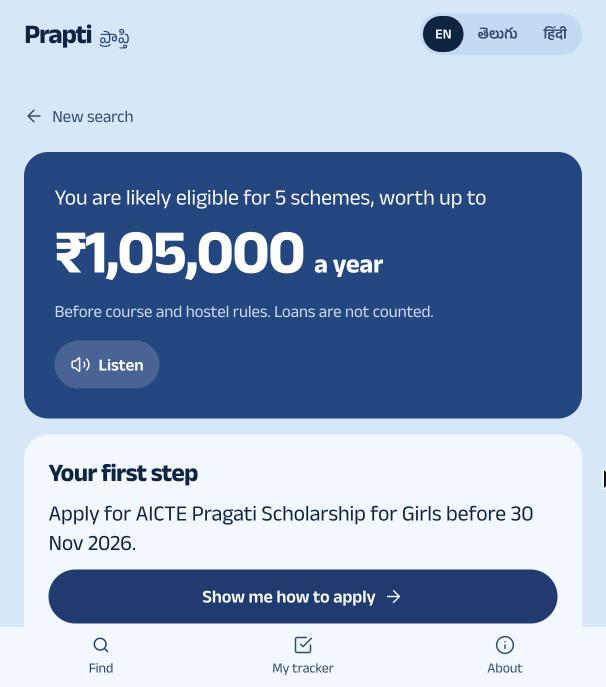 Prapti ప్రాప్తి
EN తెలుగు हिंदी
← New search
You are likely eligible for 5 schemes, worth up to
₹1,05,000 a year
Before course and hostel rules. Loans are not counted.
Listen
Your first step
Apply for AICTE Pragati Scholarship for Girls before 30
Nov 2026.
Show me how to apply →
Find My tracker About